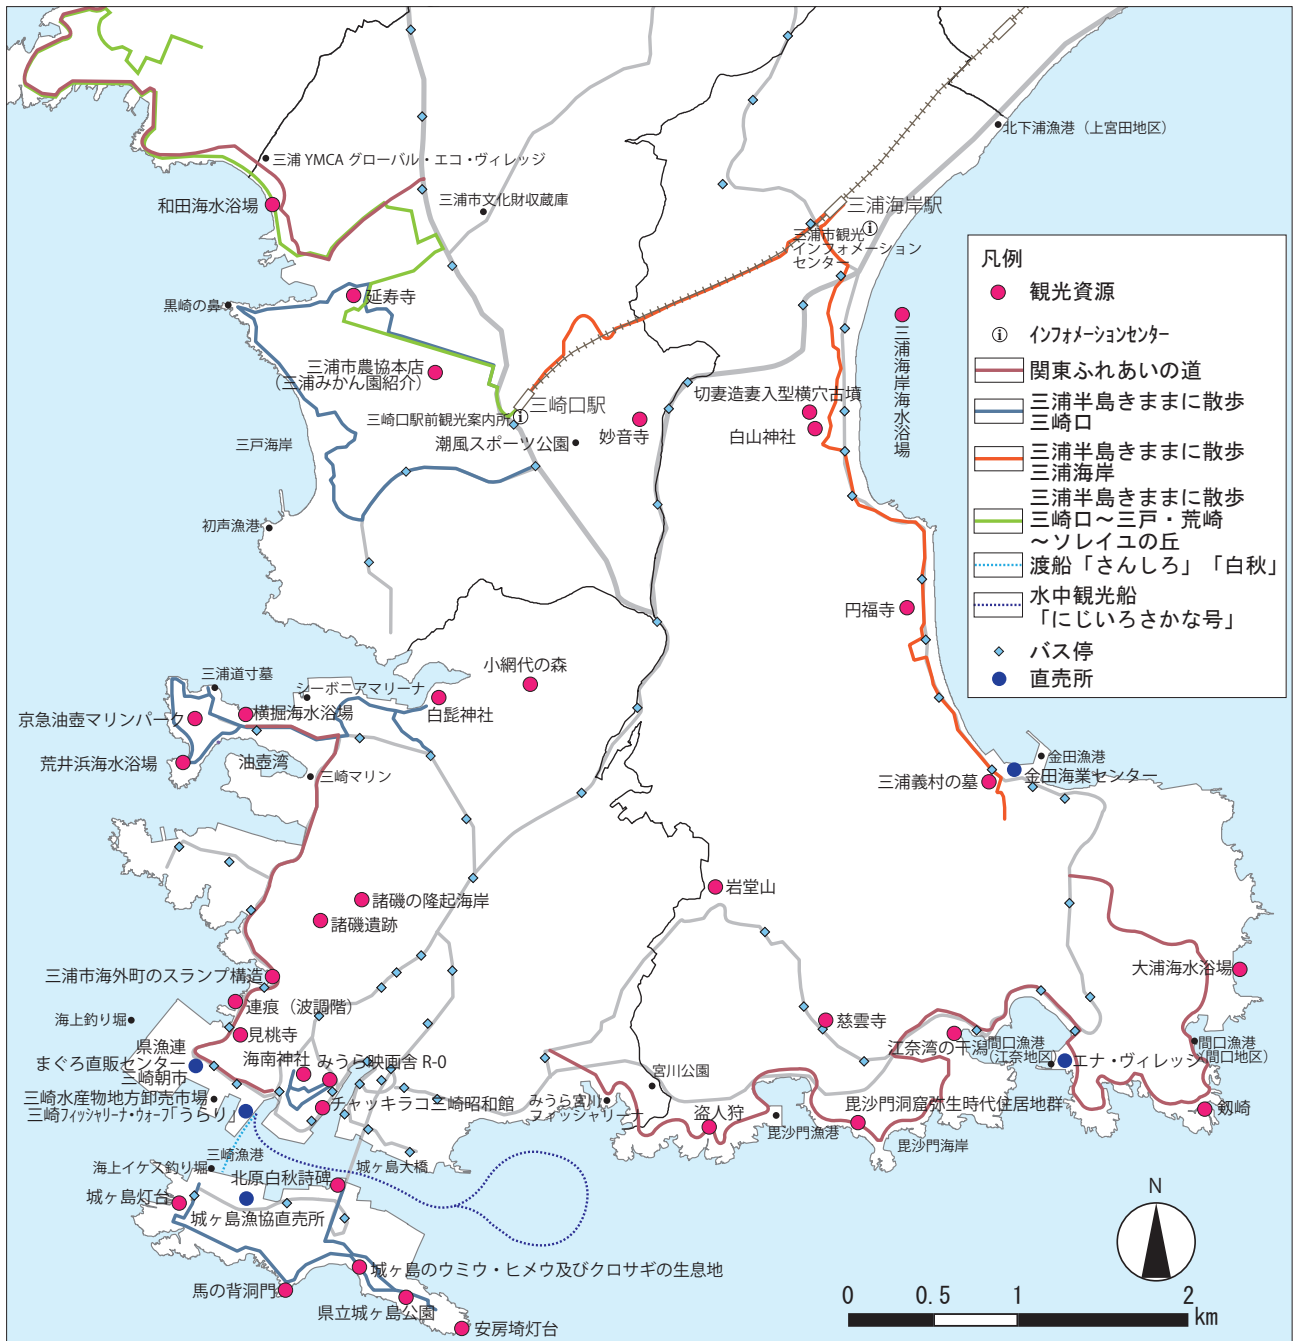 北下浦漁港（上宮田地区）
三浦 YMCA グローバル・エコ・ヴィレッジ
和田海水浴場
三浦市文化財収蔵庫
三浦海岸駅
三浦市観光
インフォメーション
センター
凡例
観光資源
インフォメーションセンター
関東ふれあいの道
三浦半島きままに散歩
三崎口
三浦半島きままに散歩
三浦海岸
三浦半島きままに散歩
三崎口～三戸・荒崎
～ソレイユの丘
渡船「さんしろ」「白秋」
水中観光船
「にじいろさかな号」
バス停
直売所
黒崎の鼻
延寿寺
三浦海岸海水浴場
三浦市農協本店
（三浦みかん園紹介）
三崎口駅
三崎口駅前観光案内所
切妻造妻入型横穴古墳
潮風スポーツ公園
妙音寺
白山神社
三戸海岸
初声漁港
円福寺
小網代の森
三浦道寸墓
シーボニアマリーナ
白髭神社
京急油壺マリンパーク
横掘海水浴場
荒井浜海水浴場
油壺湾
三崎マリン
金田漁港
金田海業センター
三浦義村の墓
岩堂山
諸磯の隆起海岸
諸磯遺跡
三浦市海外町のスランプ構造
大浦海水浴場
連痕（波調階）
海上釣り堀
見桃寺
慈雲寺
江奈湾の干潟
間口漁港
（江奈地区）
間口漁港
（間口地区）
県漁連
まぐろ直販センター
三崎朝市
海南神社
みうら映画舎 R-0
エナ・ヴィレッジ
三崎水産物地方卸売市場
三崎フィッシャリーナ・ウォーフ「うらり」
チャッキラコ三崎昭和館
みうら宮川
フィッシャリーナ
宮川公園
盗人狩
毘沙門漁港
毘沙門洞窟弥生時代住居地群
毘沙門海岸
剱崎
三崎漁港
海上イケス釣り堀
城ヶ島大橋
北原白秋詩碑
城ヶ島灯台
城ヶ島漁協直売所
馬の背洞門
城ヶ島のウミウ・ヒメウ及びクロサギの生息地
県立城ヶ島公園
安房埼灯台
N
0 0.5 1 2
km